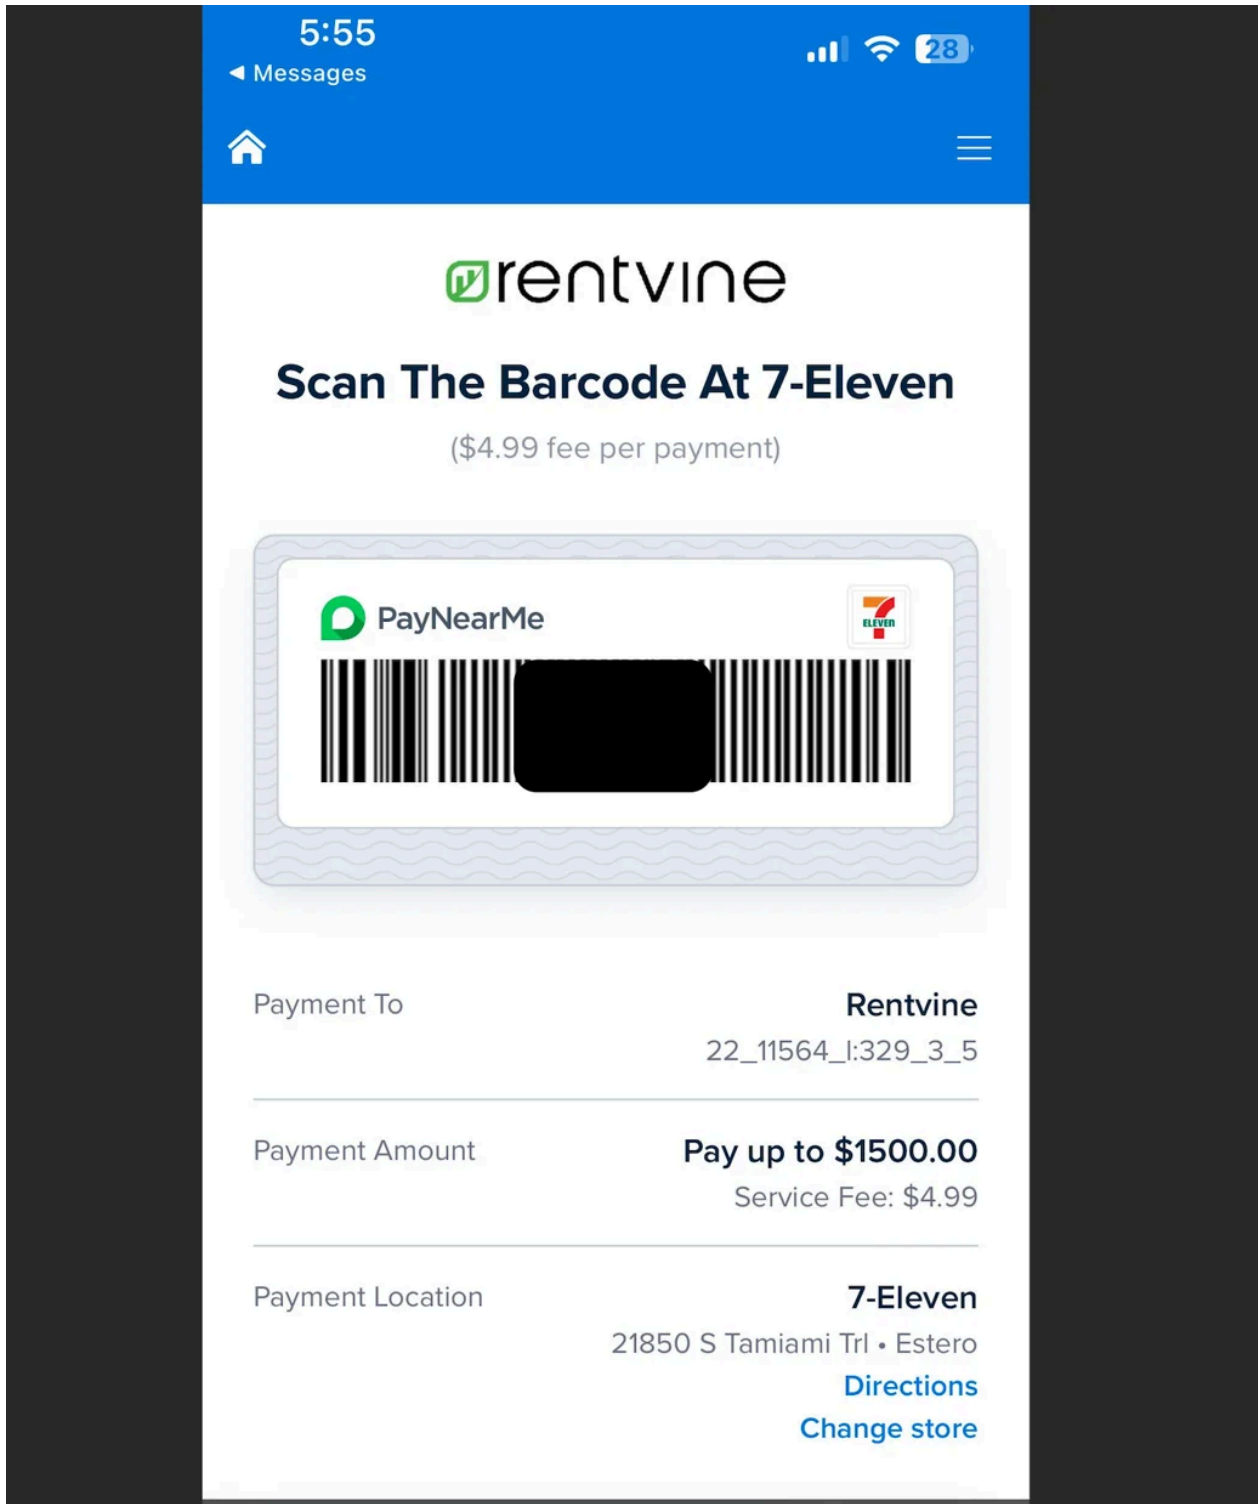 5:55
28
◀ Messages
rentvine
Scan The Barcode At 7-Eleven
($4.99 fee per payment)
PayNearMe
7
ELEVEN
Payment To
Rentvine
22_11564_l:329_3_5
Payment Amount
Pay up to $1500.00
Service Fee: $4.99
Payment Location
7-Eleven
21850 S Tamiami Trl • Estero
Directions
Change store